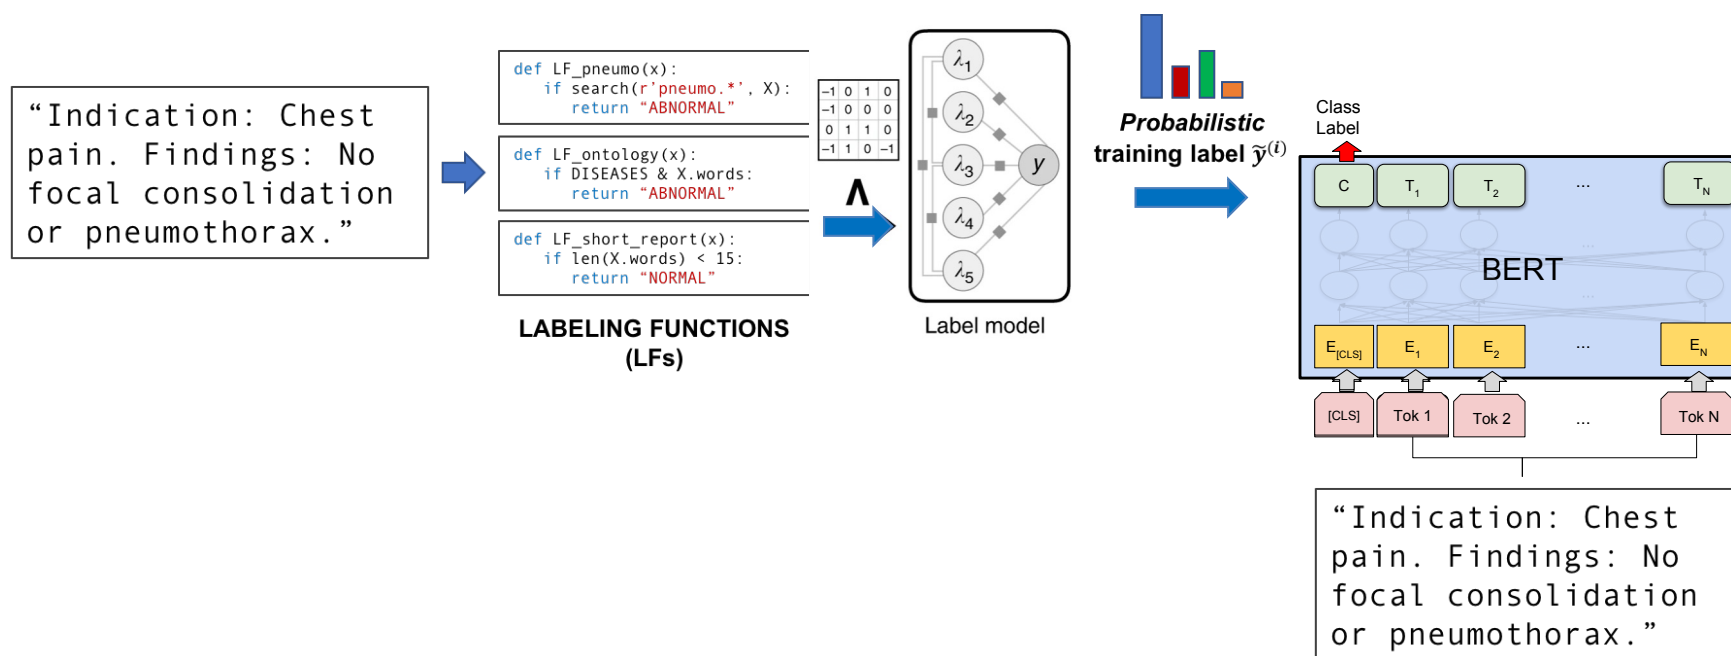 “Indication: Chest
pain. Findings: No
focal consolidation
or pneumothorax.”
def LF_pneumo(x):
if search(r'pneumo.*', X):
return “ABNORMAL”
def LF_ontology(x):
if DISEASES & X.words:
return “ABNORMAL”
def LF_short_report(x):
if len(X.words) < 15:
return “NORMAL”
LABELING FUNCTIONS
(LFs)
−1 0 1 0
−1 0 0 0
0 1 1 0
−1 1 0 −1
Λ
λ1
λ2
λ3
λ4
λ5
y
Label model
Probabilistic
training label ỹ(i)
Class
Label
C T1 T2 ... TN
...
BERT
...
E[CLS] E1 E2 ... EN
[CLS] Tok 1 Tok 2 ... Tok N
“Indication: Chest
pain. Findings: No
focal consolidation
or pneumothorax.”